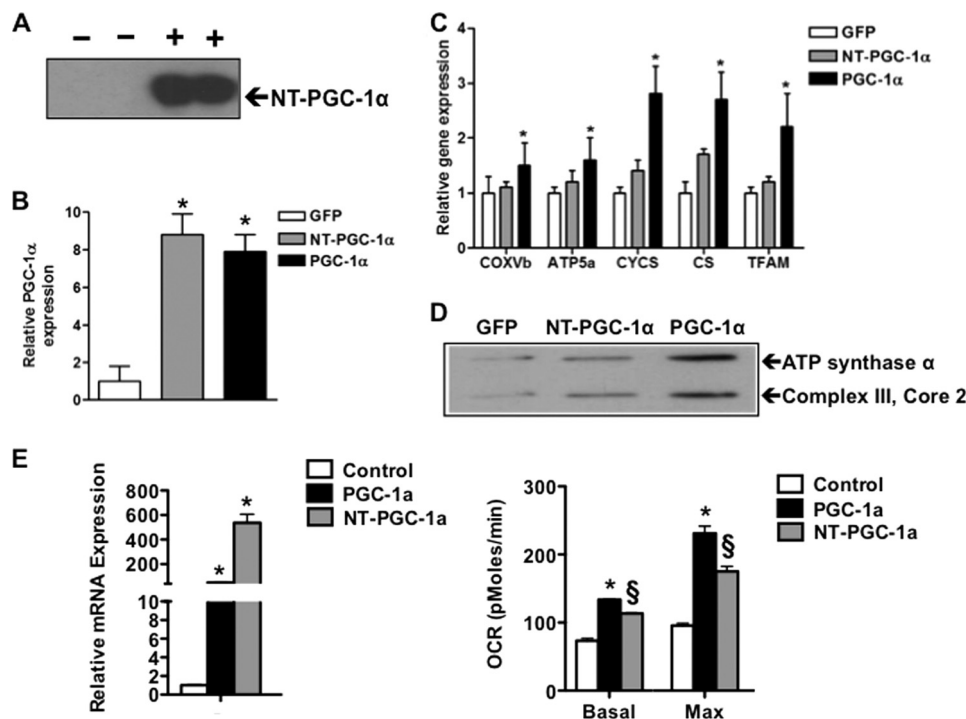 A
− − + +
NT-PGC-1α
B
Relative PGC-1α expression
10
8
6
4
2
0
GFP
NT-PGC-1α
PGC-1α
* *
C
Relative gene expression
4
3
2
1
0
* * * * *
COXVb ATP5a CYCS CS TFAM
GFP
NT-PGC-1α
PGC-1α
D
GFP NT-PGC-1α PGC-1α
ATP synthase α
Complex III, Core 2
E
Relative mRNA Expression
800
600
400
200
10
8
6
4
2
0
* *
Control
PGC-1a
NT-PGC-1a
OCR (pMoles/min)
300
200
100
0
* § * §
Basal Max
Control
PGC-1a
NT-PGC-1a